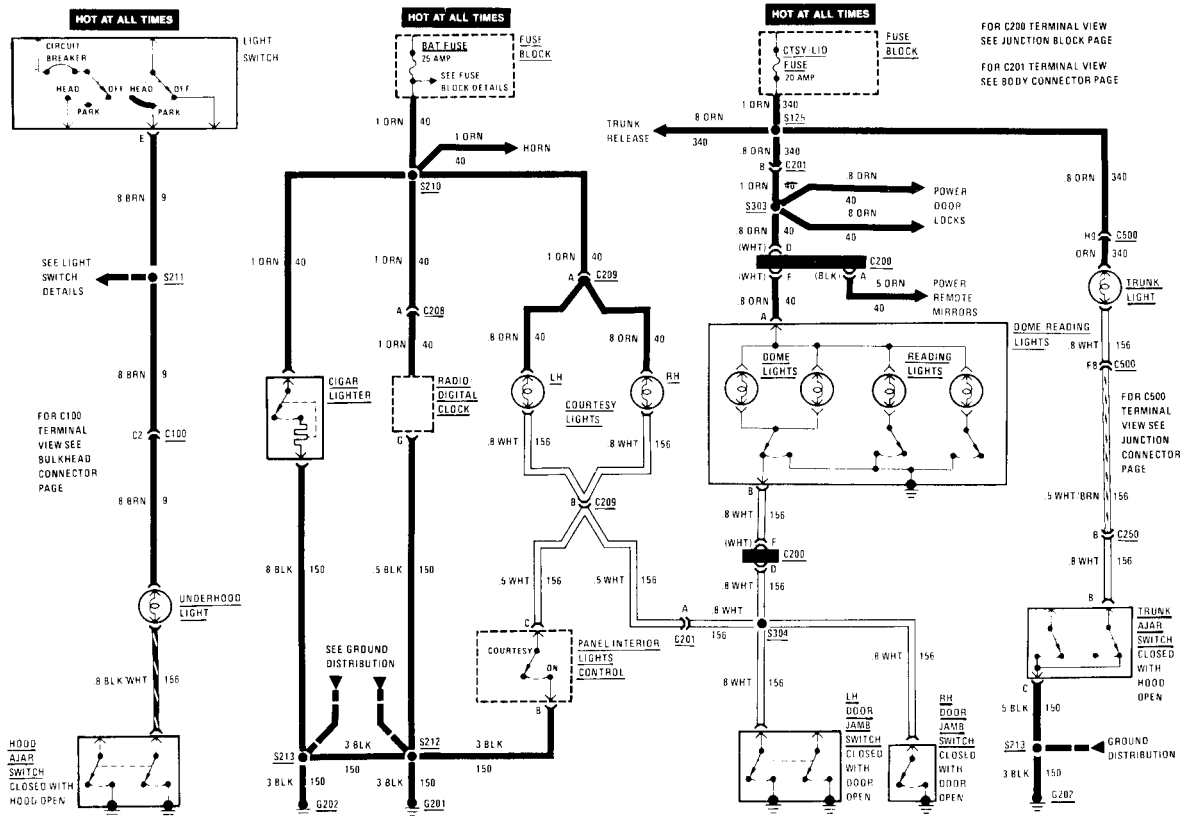 HOT AT ALL TIMES
LIGHT
SWITCH
CIRCUIT
BREAKER
HEAD
OFF
HEAD
OFF
PARK
PARK
E
.8 BRN
9
SEE LIGHT
SWITCH
DETAILS
S211
8 BRN
9
FOR C100
TERMINAL
VIEW SEE
BULKHEAD
CONNECTOR
PAGE
C2
C100
8 BRN
9
UNDERHOOD
LIGHT
.8 BLK WHT
156
HOOD
AJAR
SWITCH
CLOSED WITH
HOOD OPEN
HOT AT ALL TIMES
BAT FUSE
25 AMP
SEE FUSE
BLOCK DETAILS
FUSE
BLOCK
1 ORN
40
1 ORN
40
HORN
S210
1 ORN
40
1 ORN
40
1 ORN
40
A
C208
A
C209
1 ORN
40
.8 ORN
40
8 ORN
40
CIGAR
LIGHTER
RADIO
DIGITAL
CLOCK
G
LH
RH
COURTESY
LIGHTS
.8 WHT
156
.8 WHT
156
B
C209
8 BLK
150
.5 BLK
150
.5 WHT
156
.5 WHT
156
A
C201
.8 WHT
156
C
COURTESY
ON
B
PANEL INTERIOR
LIGHTS
CONTROL
SEE GROUND
DISTRIBUTION
S213
3 BLK
150
S212
3 BLK
150
3 BLK
150
G202
3 BLK
150
G201
HOT AT ALL TIMES
CTSY-LID
FUSE
20 AMP
FUSE
BLOCK
FOR C200 TERMINAL VIEW
SEE JUNCTION BLOCK PAGE
FOR C201 TERMINAL VIEW
SEE BODY CONNECTOR PAGE
1 ORN
340
S125
TRUNK
RELEASE
8 ORN
340
.8 ORN
340
B
C201
1 ORN
40
S303
.8 ORN
40
8 ORN
40
POWER
DOOR
LOCKS
.8 ORN
40
(WHT)
D
C200
(WHT)
F
(BLK)
A
5 ORN
40
POWER
REMOTE
MIRRORS
.8 ORN
40
A
DOME READING
LIGHTS
DOME
LIGHTS
READING
LIGHTS
B
.8 WHT
156
(WHT)
F
C200
D
.8 WHT
156
S304
.8 WHT
156
.8 WHT
156
LH
DOOR
JAMB
SWITCH
CLOSED
WITH
DOOR
OPEN
RH
DOOR
JAMB
SWITCH
CLOSED
WITH
DOOR
OPEN
.8 ORN
340
H9
C500
ORN
340
TRUNK
LIGHT
.8 WHT
156
F8
C500
FOR C500
TERMINAL
VIEW SEE
JUNCTION
CONNECTOR
PAGE
.5 WHT/BRN
156
B
C250
.8 WHT
156
B
TRUNK
AJAR
SWITCH
CLOSED
WITH
HOOD
OPEN
C
5 BLK
150
S213
GROUND
DISTRIBUTION
3 BLK
150
G202